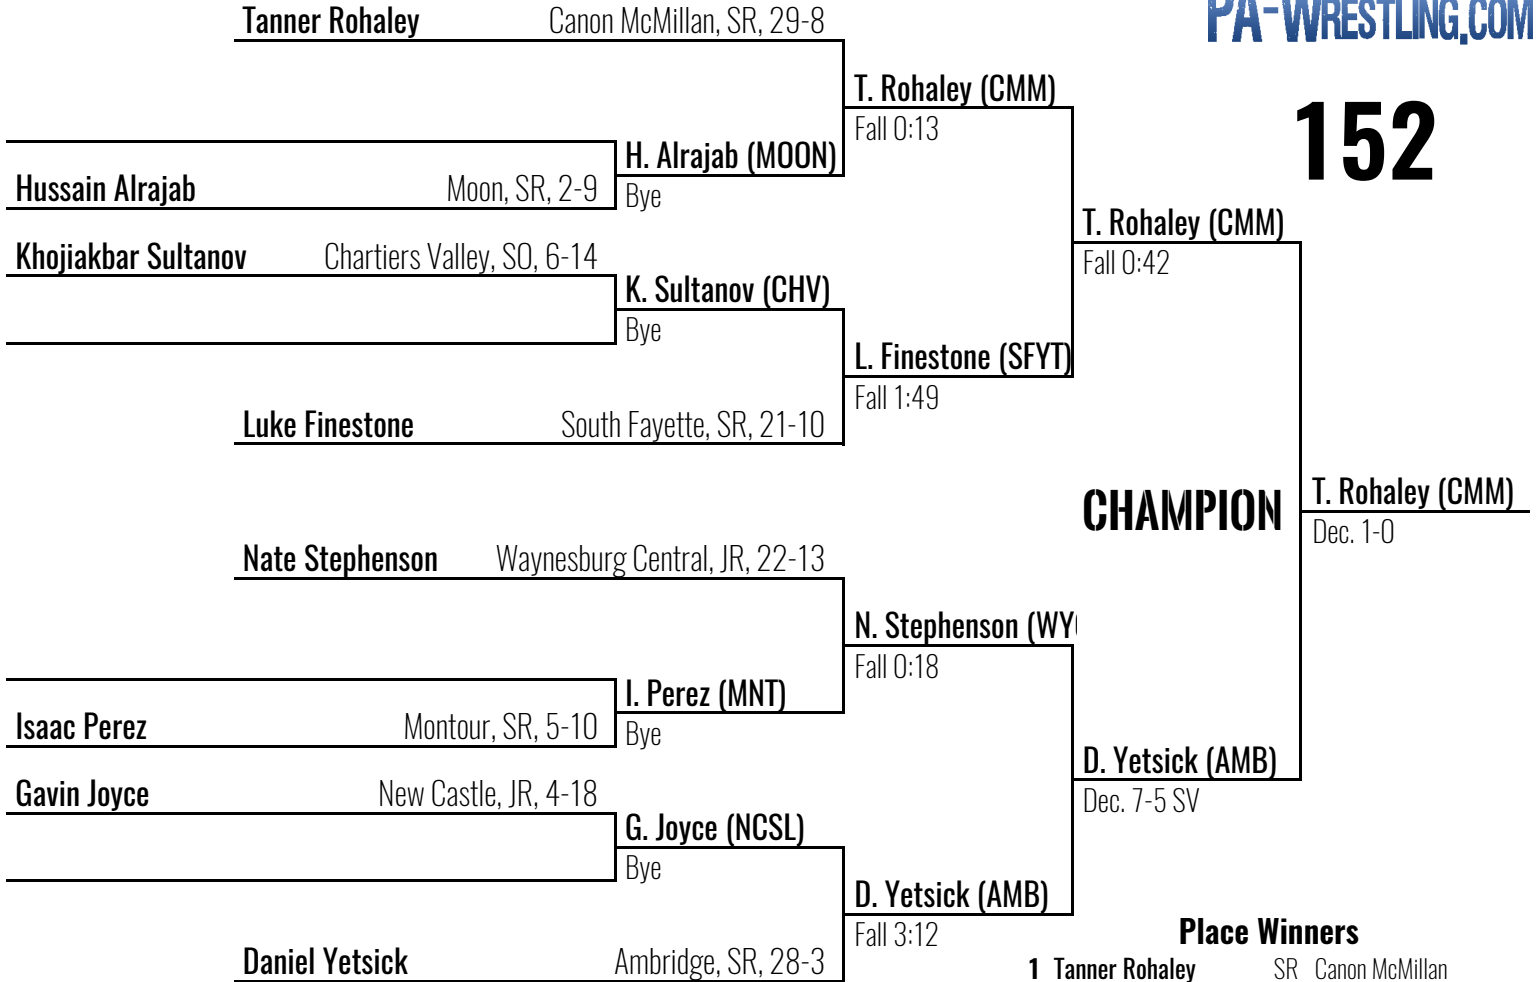 Tanner Rohaley Canon McMillan, SR, 29-8
PA-WRESTLING.COM
T. Rohaley (CMM)
Fall 0:13
152
H. Alrajab (MOON)
Hussain Alrajab Moon, SR, 2-9
Bye
T. Rohaley (CMM)
Fall 0:42
Khojiakbar Sultanov Chartiers Valley, SO, 6-14
K. Sultanov (CHV)
Bye
L. Finestone (SFYT)
Fall 1:49
Luke Finestone South Fayette, SR, 21-10
CHAMPION
T. Rohaley (CMM)
Dec. 1-0
Nate Stephenson Waynesburg Central, JR, 22-13
N. Stephenson (WY
Fall 0:18
I. Perez (MNT)
Isaac Perez Montour, SR, 5-10
Bye
D. Yetsick (AMB)
Dec. 7-5 SV
Gavin Joyce New Castle, JR, 4-18
G. Joyce (NCSL)
Bye
D. Yetsick (AMB)
Fall 3:12
Place Winners
Daniel Yetsick Ambridge, SR, 28-3
1 Tanner Rohaley SR Canon McMillan